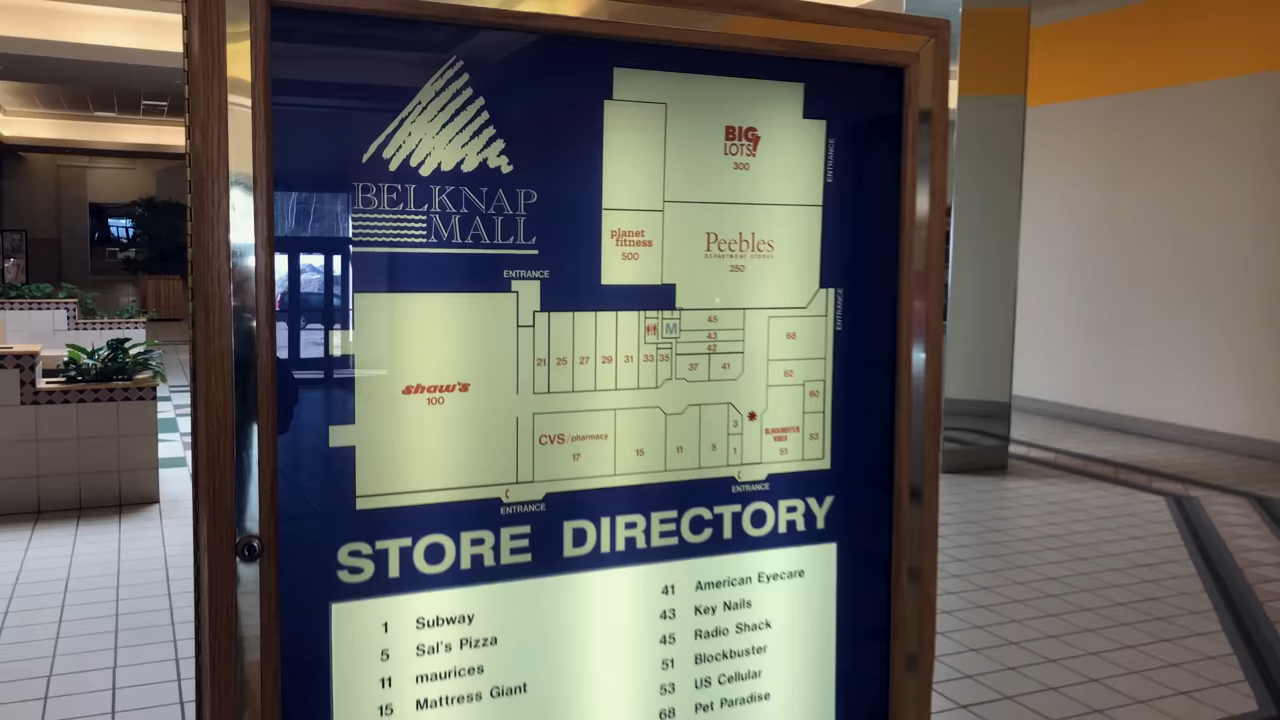 BELKNAP
MALL
BIG
LOTS!
300
ENTRANCE
planet
fitness
500
Peebles
DEPARTMENT STORES
250
ENTRANCE
ENTRANCE
shaw's
100
21
25
27
29
31
33
35
M
45
43
42
37
41
68
62
60
53
BLOCKBUSTER
VIDEO
51
CVS/pharmacy
17
15
11
5
3
1
ENTRANCE
ENTRANCE
STORE DIRECTORY
1 Subway
5 Sal's Pizza
11 maurices
15 Mattress Giant
41 American Eyecare
43 Key Nails
45 Radio Shack
51 Blockbuster
53 US Cellular
68 Pet Paradise